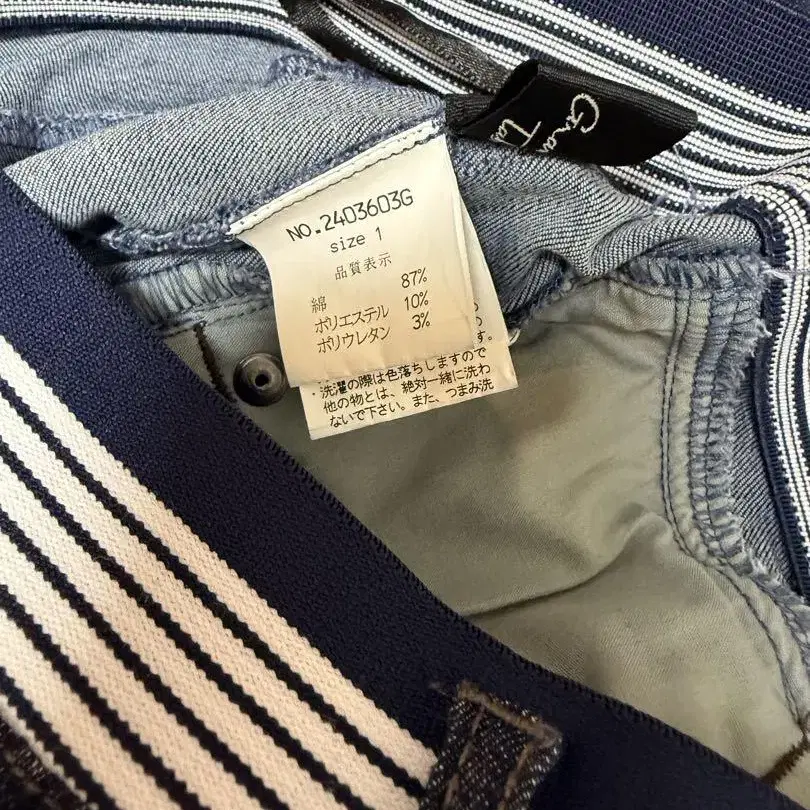 NO.2403603G
size 1
品質表示
綿 87%
ポリエステル 10%
ポリウレタン 3%
す。
・洗濯の際は色落ちしますので
他の物とは、絶対一緒に洗わ
ないで下さい。また、つまみ洗